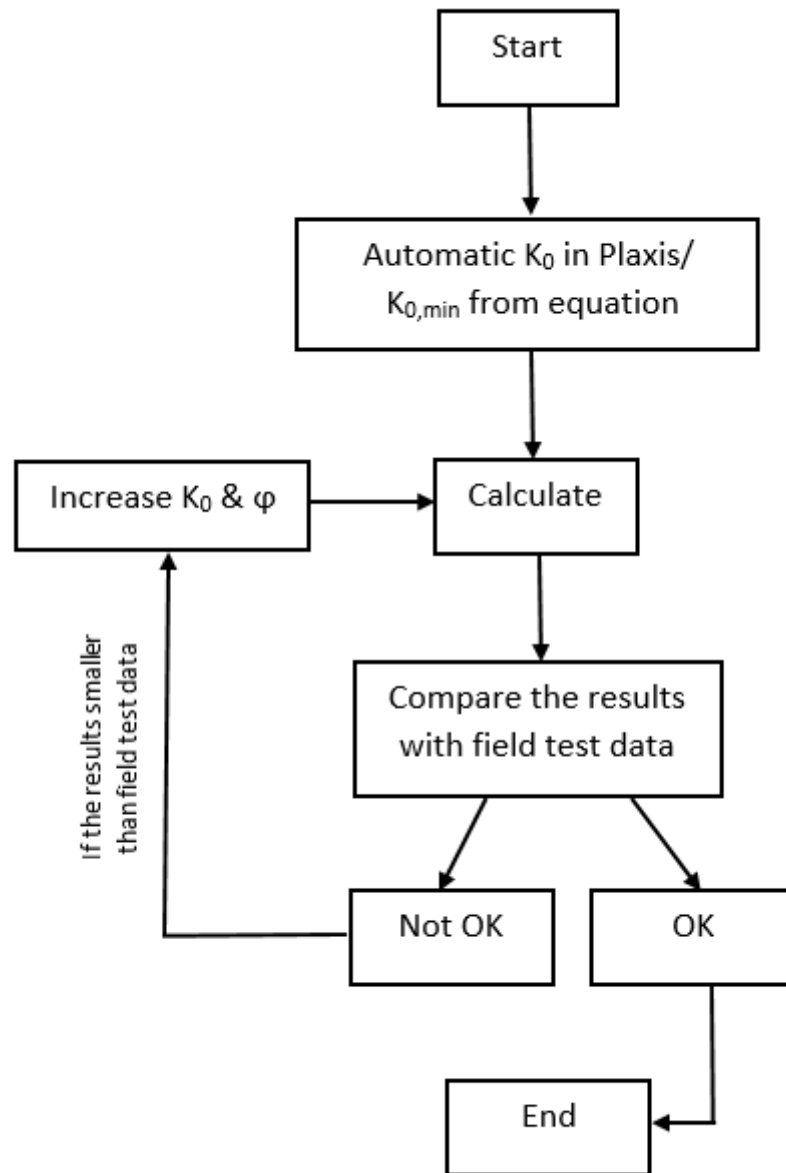 Start
Automatic K₀ in Plaxis/
K₀,min from equation
Increase K₀ & φ
Calculate
If the results smaller
than field test data
Compare the results
with field test data
Not OK
OK
End